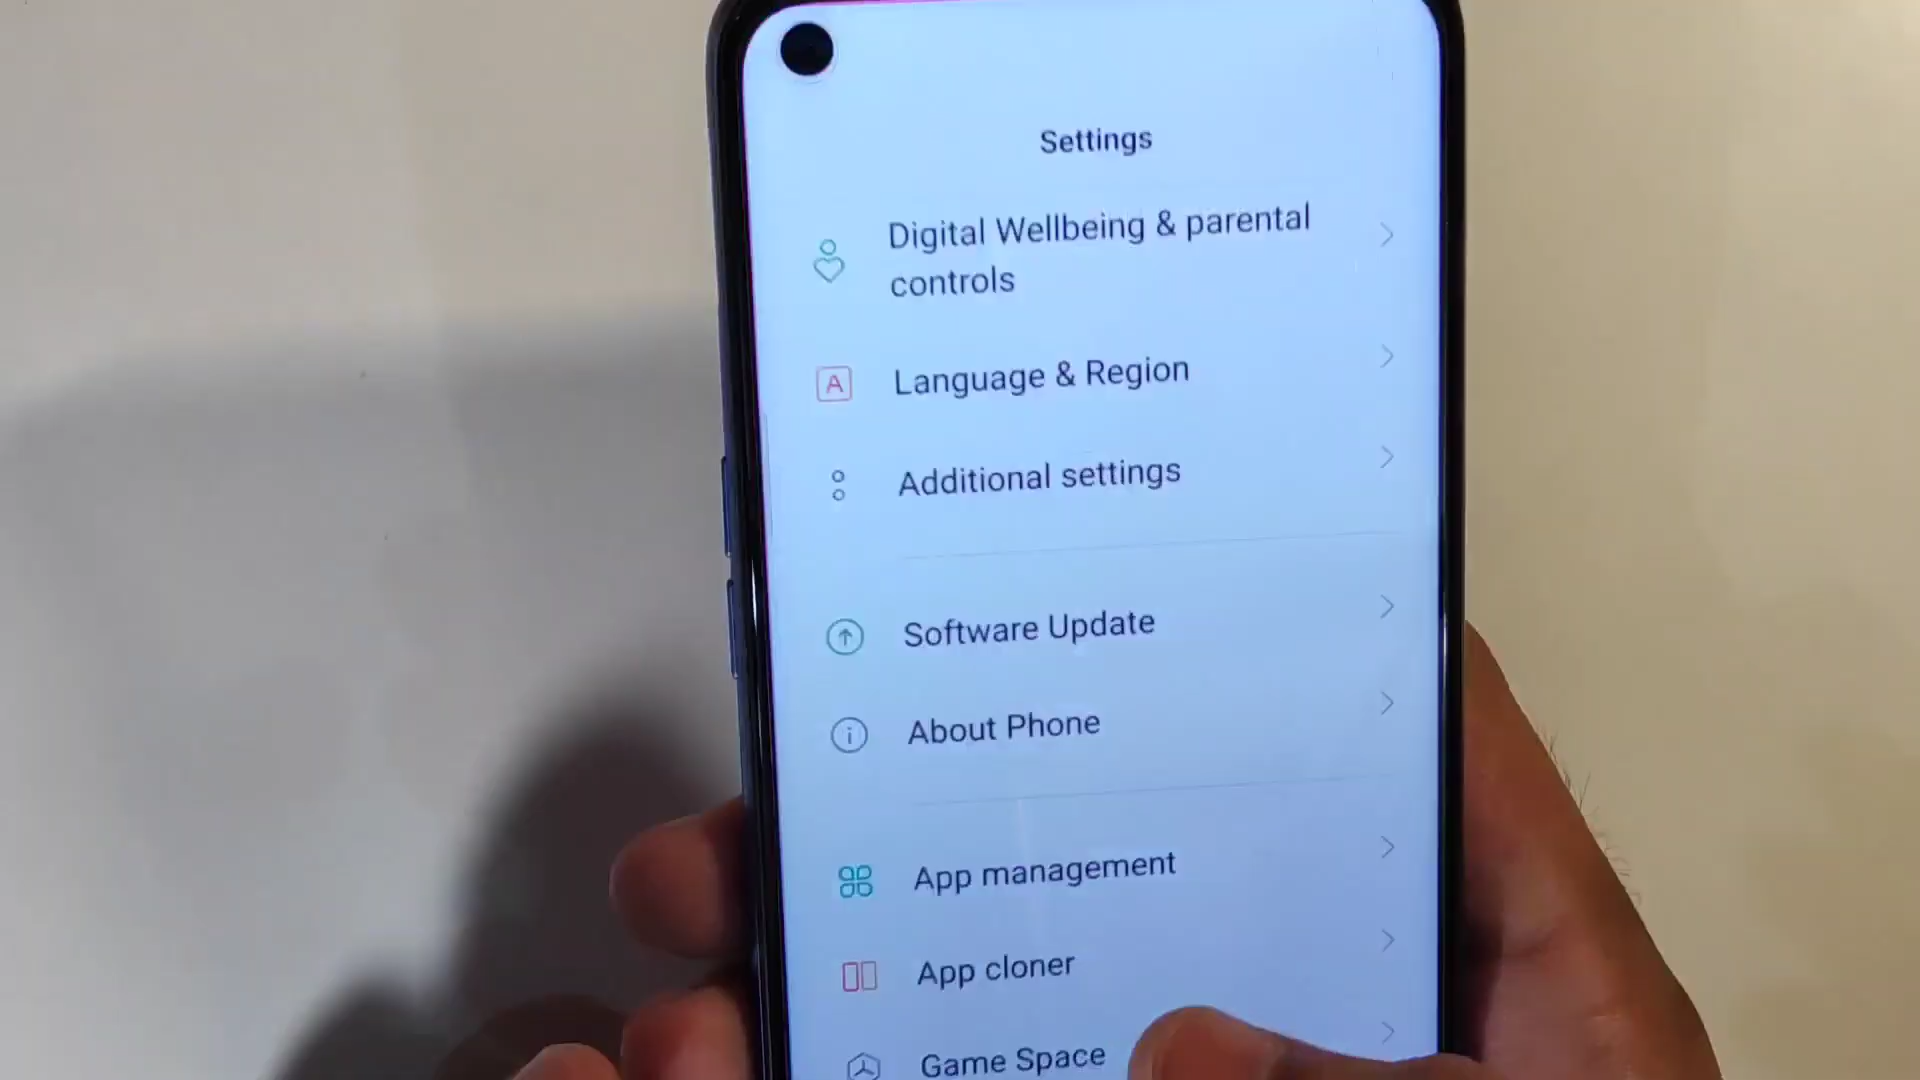 Settings
Digital Wellbeing & parental
controls
A
Language & Region
Additional settings
Software Update
About Phone
App management
App cloner
Game Space